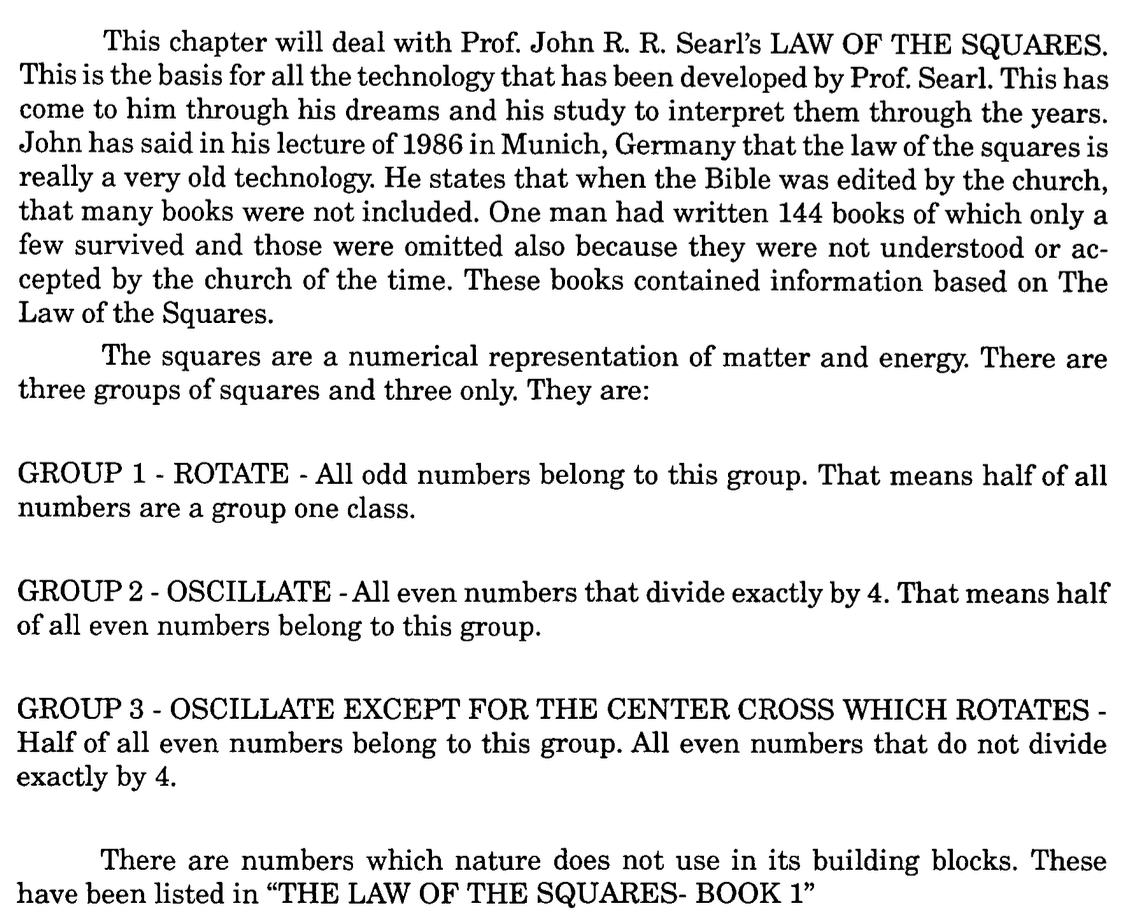 This chapter will deal with Prof. John R. R. Searl's LAW OF THE SQUARES.
This is the basis for all the technology that has been developed by Prof. Searl. This has
come to him through his dreams and his study to interpret them through the years.
John has said in his lecture of 1986 in Munich, Germany that the law of the squares is
really a very old technology. He states that when the Bible was edited by the church,
that many books were not included. One man had written 144 books of which only a
few survived and those were omitted also because they were not understood or ac-
cepted by the church of the time. These books contained information based on The
Law of the Squares.
The squares are a numerical representation of matter and energy. There are
three groups of squares and three only. They are:
GROUP 1 - ROTATE - All odd numbers belong to this group. That means half of all
numbers are a group one class.
GROUP 2 - OSCILLATE - All even numbers that divide exactly by 4. That means half
of all even numbers belong to this group.
GROUP 3 - OSCILLATE EXCEPT FOR THE CENTER CROSS WHICH ROTATES -
Half of all even numbers belong to this group. All even numbers that do not divide
exactly by 4.
There are numbers which nature does not use in its building blocks. These
have been listed in “THE LAW OF THE SQUARES- BOOK 1”